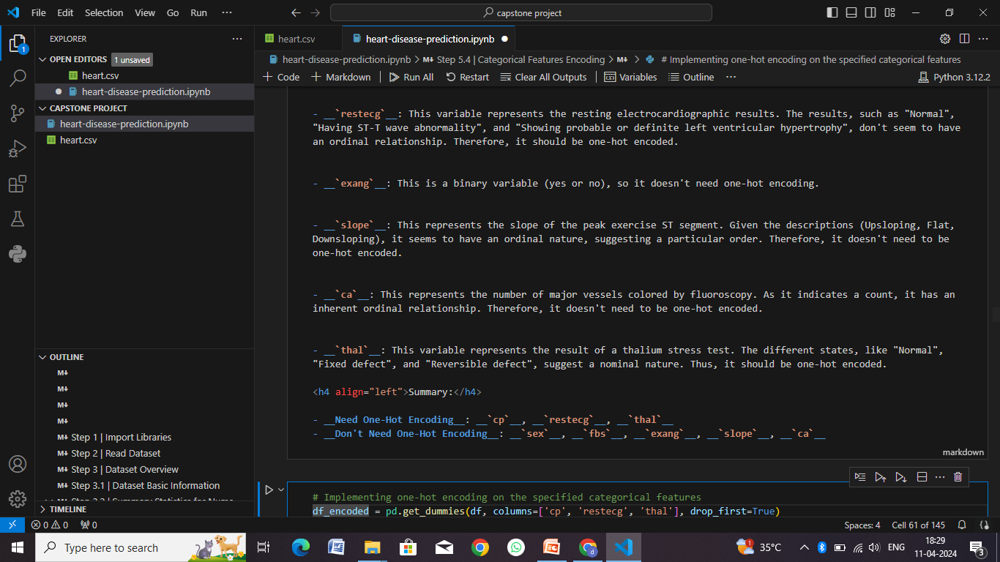 File Edit Selection View Go Run ···
capstone project
EXPLORER ···
OPEN EDITORS 1 unsaved
heart.csv
heart-disease-prediction.ipynb
CAPSTONE PROJECT
heart-disease-prediction.ipynb
heart.csv
OUTLINE
M↓
M↓
M↓
M↓
M↓ Step 1 | Import Libraries
M↓ Step 2 | Read Dataset
M↓ Step 3 | Dataset Overview
M↓ Step 3.1 | Dataset Basic Information
TIMELINE
heart.csv
heart-disease-prediction.ipynb
heart-disease-prediction.ipynb > M↓ Step 5.4 | Categorical Features Encoding > M↓ > # Implementing one-hot encoding on the specified categorical features
+ Code + Markdown | Run All Restart Clear All Outputs | Variables Outline ···
Python 3.12.2
- __`restecg`__: This variable represents the resting electrocardiographic results. The results, such as "Normal",
"Having ST-T wave abnormality", and "Showing probable or definite left ventricular hypertrophy", don't seem to have
an ordinal relationship. Therefore, it should be one-hot encoded.
- __`exang`__: This is a binary variable (yes or no), so it doesn't need one-hot encoding.
- __`slope`__: This represents the slope of the peak exercise ST segment. Given the descriptions (Upsloping, Flat,
Downsloping), it seems to have an ordinal nature, suggesting a particular order. Therefore, it doesn't need to be
one-hot encoded.
- __`ca`__: This represents the number of major vessels colored by fluoroscopy. As it indicates a count, it has an
inherent ordinal relationship. Therefore, it doesn't need to be one-hot encoded.
- __`thal`__: This variable represents the result of a thalium stress test. The different states, like "Normal",
"Fixed defect", and "Reversible defect", suggest a nominal nature. Thus, it should be one-hot encoded.
<h4 align="left">Summary:</h4>
- __Need One-Hot Encoding__: __`cp`__, __`restecg`__, __`thal`__
- __Don't Need One-Hot Encoding__: __`sex`__, __`fbs`__, __`exang`__, __`slope`__, __`ca`__
markdown
# Implementing one-hot encoding on the specified categorical features
df_encoded = pd.get_dummies(df, columns=['cp', 'restecg', 'thal'], drop_first=True)
0 0 0
Spaces: 4 Cell 61 of 145
Type here to search
35°C
ENG
18:29
11-04-2024
3
1